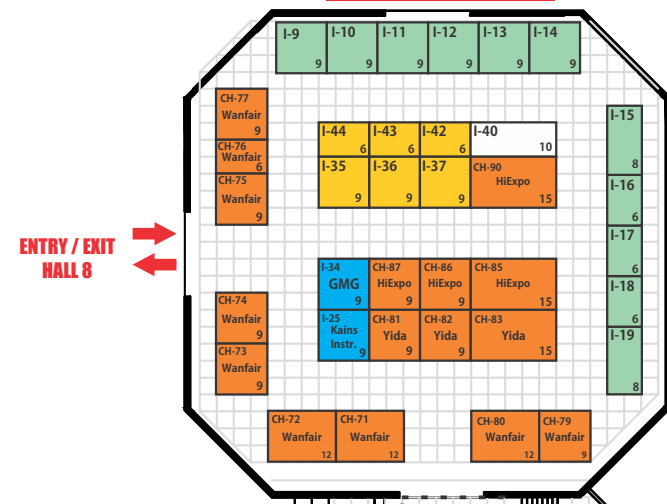 I-9
9
I-10
9
I-11
9
I-12
9
I-13
9
I-14
9
CH-77
Wanfair
9
CH-76
Wanfair
6
CH-75
Wanfair
9
I-44
6
I-43
6
I-42
6
I-40
10
I-35
9
I-36
9
I-37
9
CH-90
HiExpo
15
I-15
8
I-16
6
I-17
6
I-18
6
I-19
8
ENTRY / EXIT
HALL 8
I-34
GMG
9
CH-87
HiExpo
9
CH-86
HiExpo
9
CH-85
HiExpo
15
I-25
Kains
Instr.
9
CH-81
Yida
9
CH-82
Yida
9
CH-83
Yida
15
CH-74
Wanfair
9
CH-73
Wanfair
9
CH-72
Wanfair
12
CH-71
Wanfair
12
CH-80
Wanfair
12
CH-79
Wanfair
9